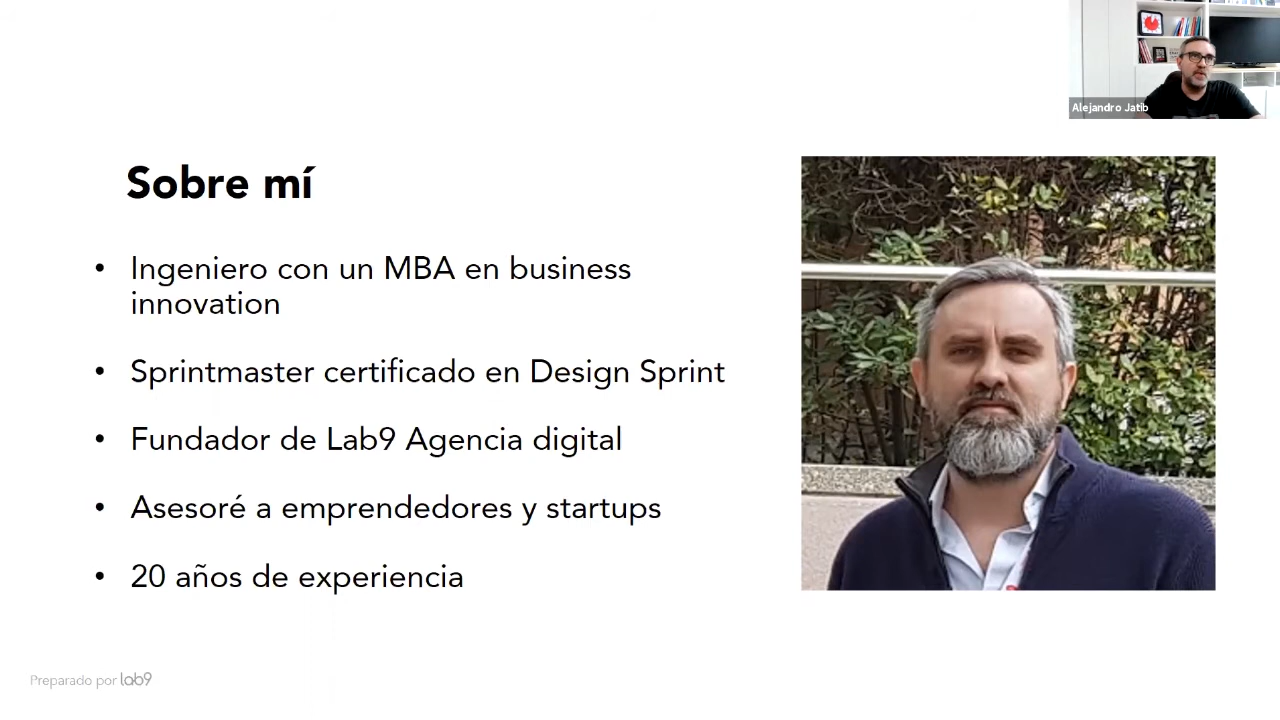 Alejandro Jatib
Sobre mí
• Ingeniero con un MBA en business
innovation
• Sprintmaster certificado en Design Sprint
• Fundador de Lab9 Agencia digital
• Asesoré a emprendedores y startups
• 20 años de experiencia
Preparado por lab9